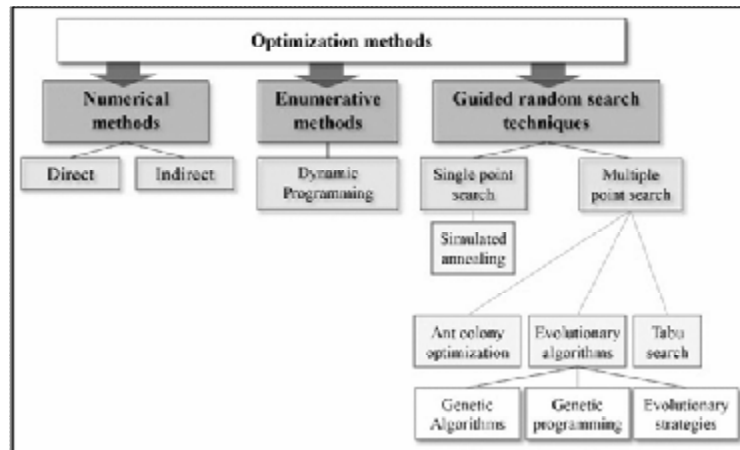 Optimization methods
Numerical
methods
Enumerative
methods
Guided random search
techniques
Direct
Indirect
Dynamic
Programming
Single point
search
Multiple
point search
Simulated
annealing
Ant colony
optimization
Evolutionary
algorithms
Tabu
search
Genetic
Algorithms
Genetic
programming
Evolutionary
strategies